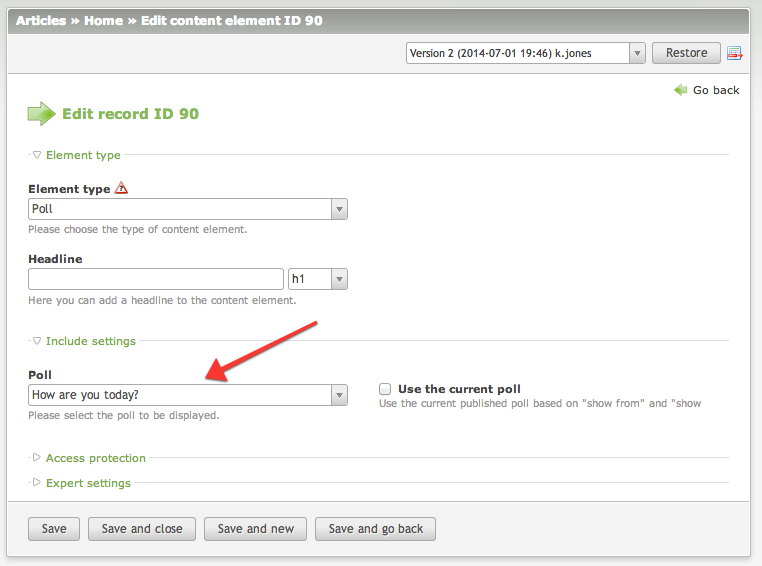 Articles » Home » Edit content element ID 90
Version 2 (2014-07-01 19:46) k.jones
Restore
Go back
Edit record ID 90
Element type
Element type
Poll
Please choose the type of content element.
Headline
h1
Here you can add a headline to the content element.
Include settings
Poll
How are you today?
Please select the poll to be displayed.
Use the current poll
Use the current published poll based on "show from" and "show
Access protection
Expert settings
Save
Save and close
Save and new
Save and go back